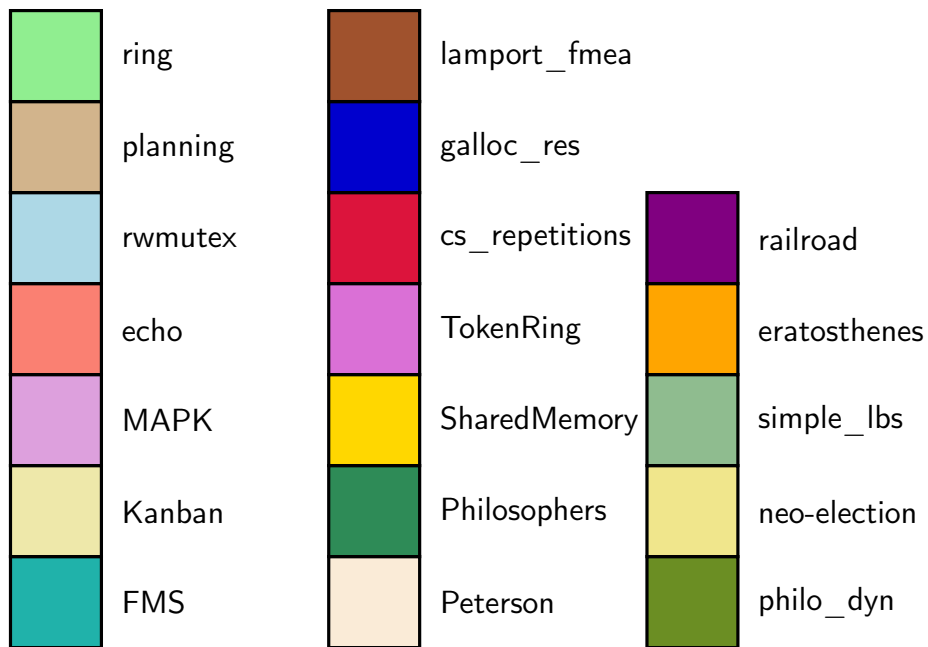 ring
planning
rwmutex
echo
MAPK
Kanban
FMS
lamport_fmea
galloc_res
cs_repetitions
TokenRing
SharedMemory
Philosophers
Peterson
railroad
eratosthenes
simple_lbs
neo-election
philo_dyn